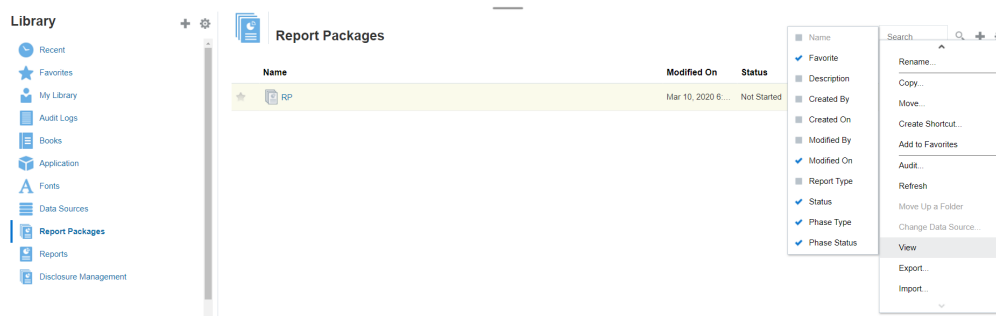 Library
Recent
Favorites
My Library
Audit Logs
Books
Application
Fonts
Data Sources
Report Packages
Reports
Disclosure Management
Report Packages
Name Modified On Status
RP Mar 10, 2020 6:... Not Started
Name
Favorite
Description
Created By
Created On
Modified By
Modified On
Report Type
Status
Phase Type
Phase Status
Search
Rename...
Copy...
Move...
Create Shortcut...
Add to Favorites
Audit...
Refresh
Move Up a Folder
Change Data Source...
View
Export...
Import...